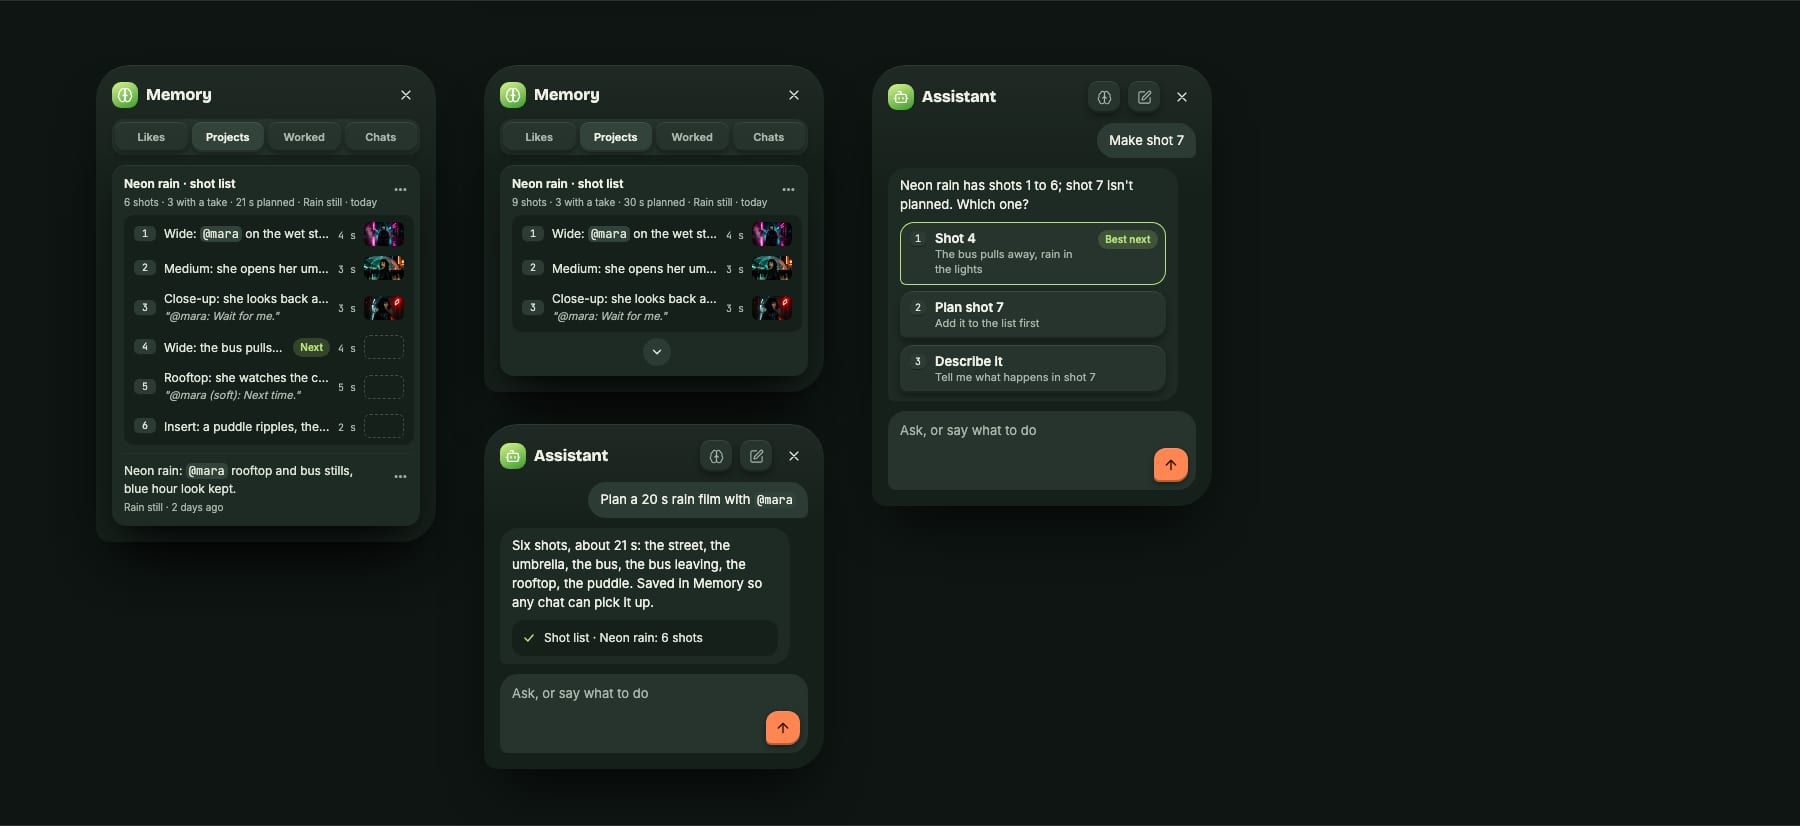 Memory
Likes
Projects
Worked
Chats
Neon rain · shot list
6 shots · 3 with a take · 21 s planned · Rain still · today
1 Wide: @mara on the wet st... 4 s
2 Medium: she opens her um... 3 s
3 Close-up: she looks back a... 3 s
"@mara: Wait for me."
4 Wide: the bus pulls... Next 4 s
5 Rooftop: she watches the c... 5 s
"@mara (soft): Next time."
6 Insert: a puddle ripples, the... 2 s
Neon rain: @mara rooftop and bus stills,
blue hour look kept.
Rain still · 2 days ago
Memory
Likes
Projects
Worked
Chats
Neon rain · shot list
9 shots · 3 with a take · 30 s planned · Rain still · today
1 Wide: @mara on the wet st... 4 s
2 Medium: she opens her um... 3 s
3 Close-up: she looks back a... 3 s
"@mara: Wait for me."
Assistant
Plan a 20 s rain film with @mara
Six shots, about 21 s: the street, the
umbrella, the bus, the bus leaving, the
rooftop, the puddle. Saved in Memory so
any chat can pick it up.
Shot list · Neon rain: 6 shots
Ask, or say what to do
Assistant
Make shot 7
Neon rain has shots 1 to 6; shot 7 isn't
planned. Which one?
1 Shot 4 Best next
The bus pulls away, rain in
the lights
2 Plan shot 7
Add it to the list first
3 Describe it
Tell me what happens in shot 7
Ask, or say what to do